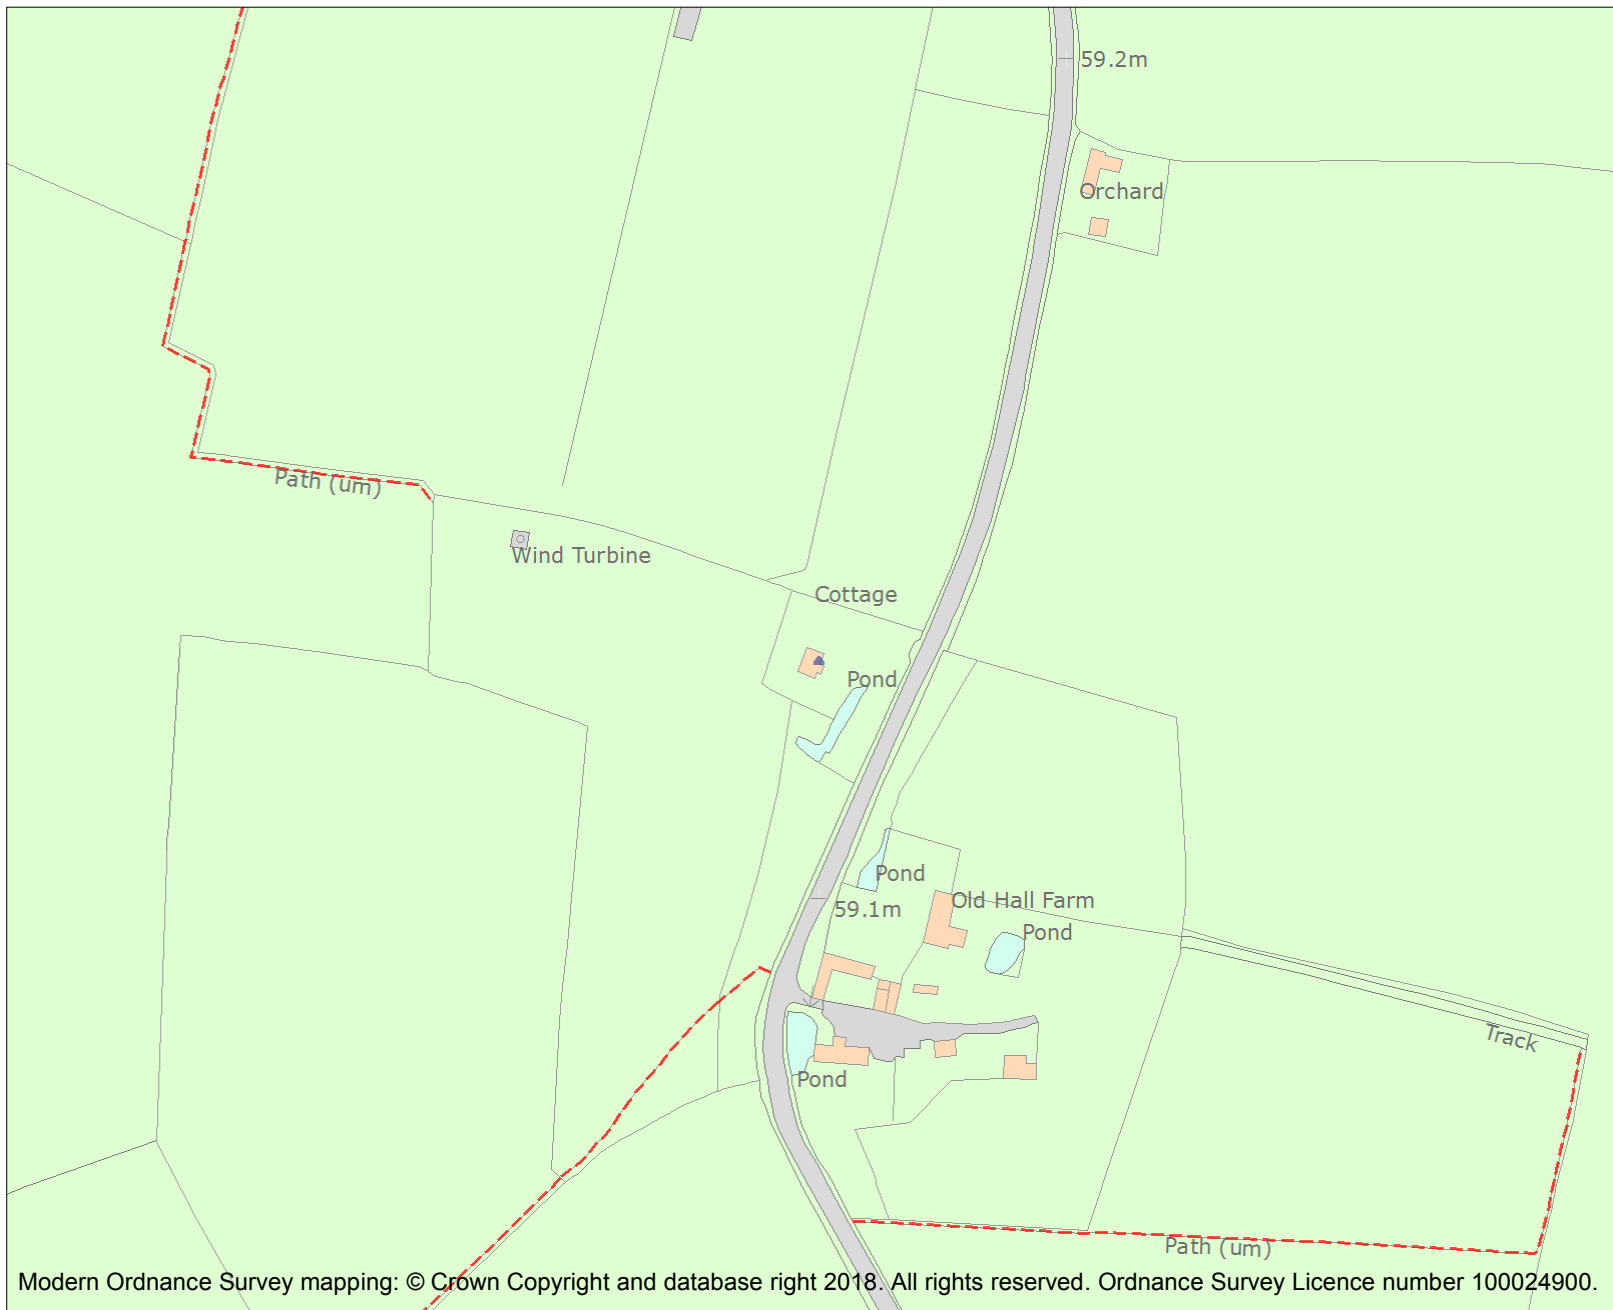 59.2m
Orchard
Path (um)
Wind Turbine
Cottage
Pond
Pond
Old Hall Farm
59.1m
Pond
Track
Pond
Path (um)
Modern Ordnance Survey mapping: © Crown Copyright and database right 2018. All rights reserved. Ordnance Survey Licence number 100024900.